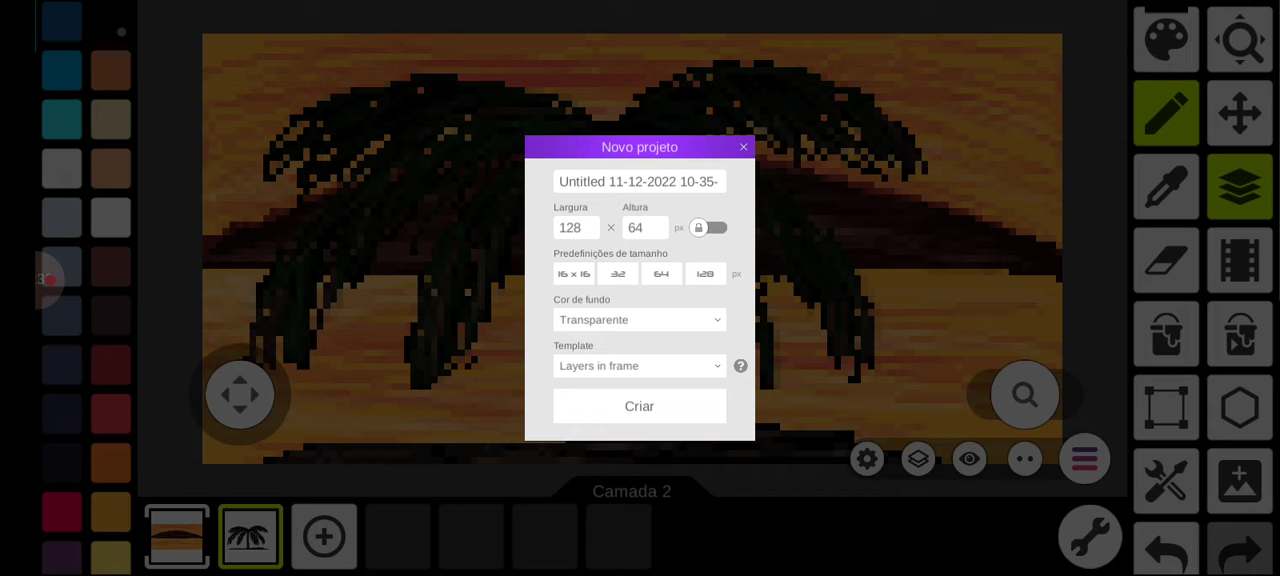 Novo projeto
Untitled 11-12-2022 10-35-
Largura
Altura
128
64
px
Predefinições de tamanho
16 x 16
32
64
128
px
Cor de fundo
Transparente
Template
Layers in frame
?
Criar
Camada 2